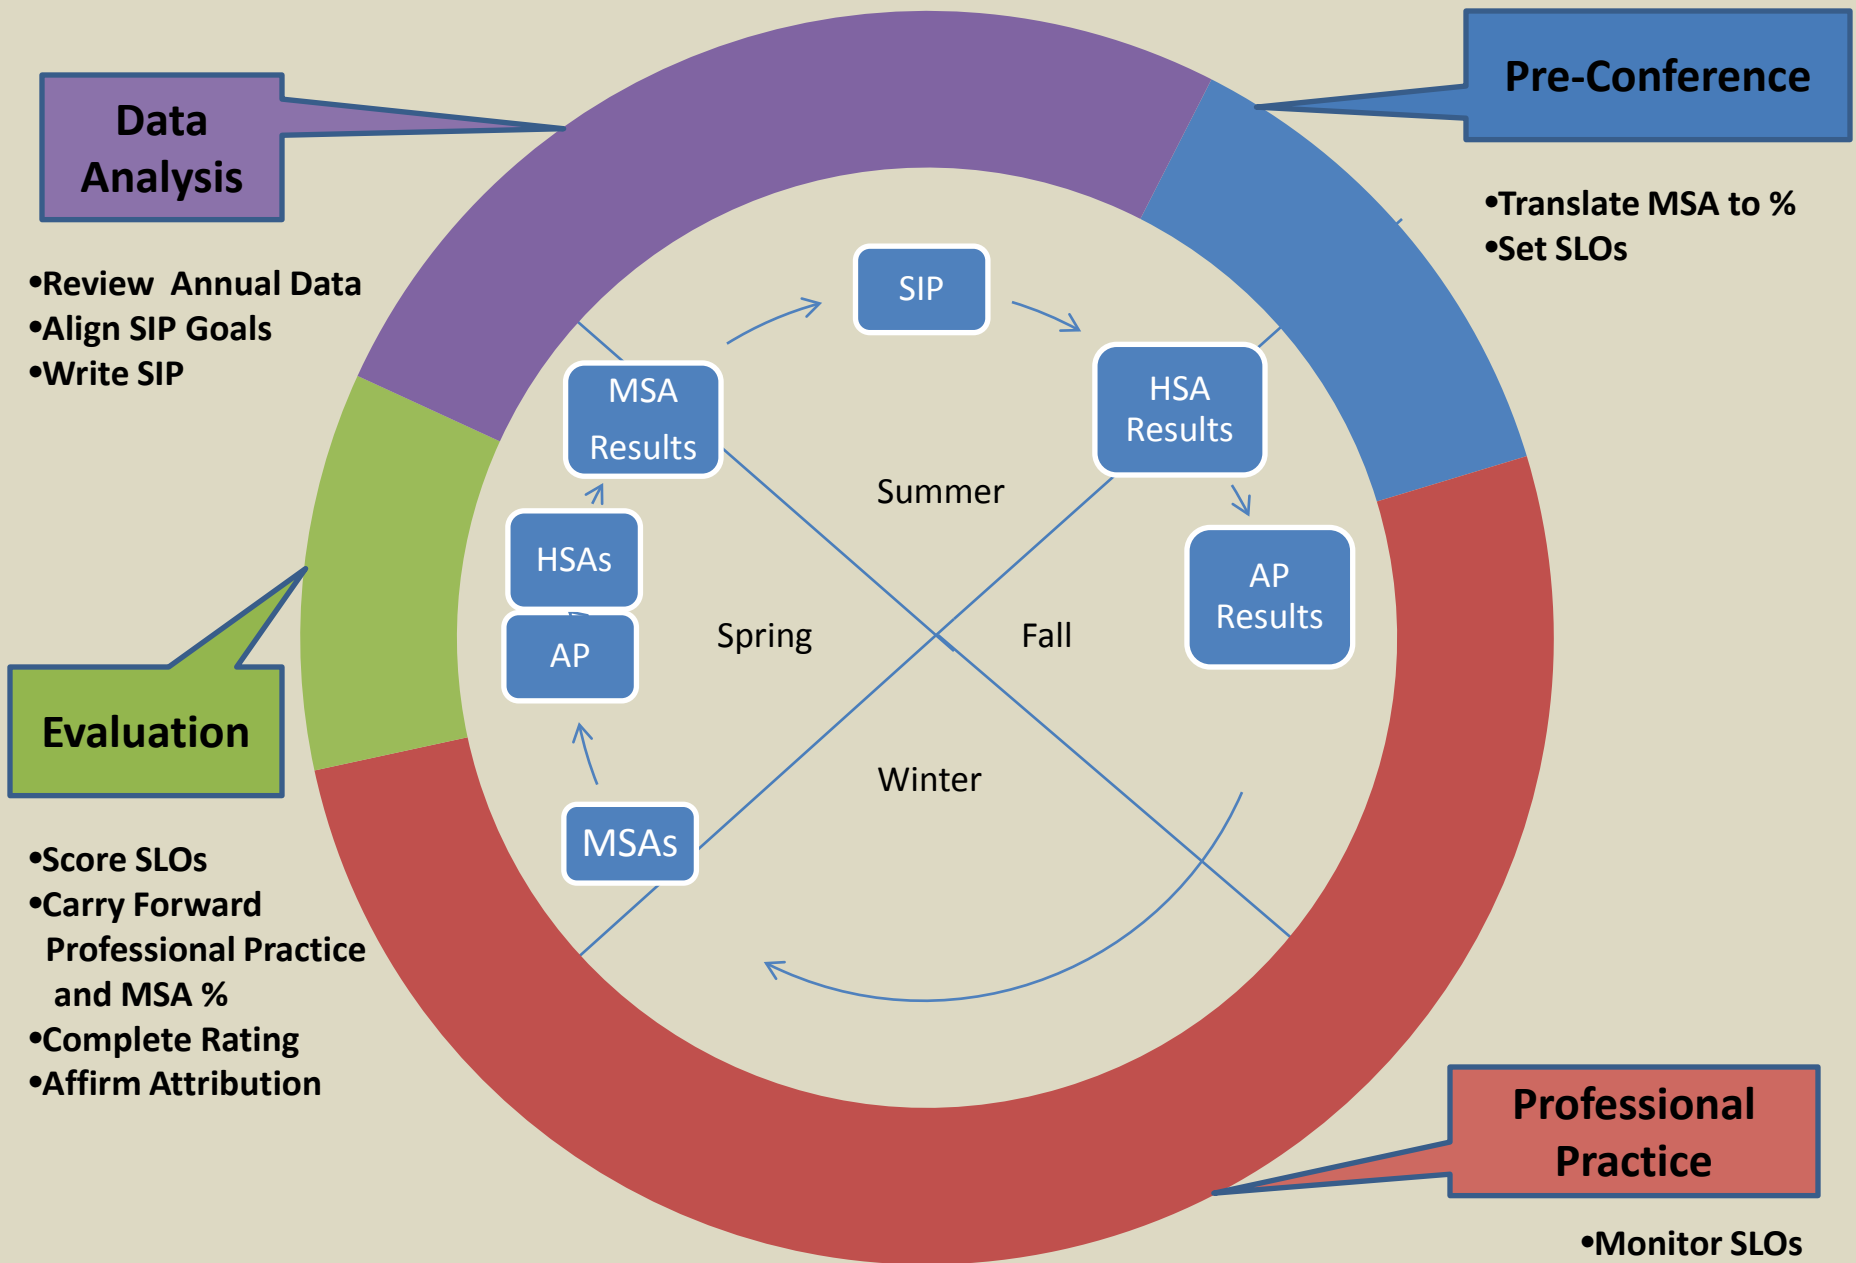 Data
Analysis
•Review  Annual Data
•Align SIP Goals
•Write SIP
Pre-Conference
•Translate MSA to %
•Set SLOs
SIP
MSA
Results
HSA
Results
Summer
HSAs
AP
Results
AP
Spring
Fall
Winter
MSAs
Evaluation
•Score SLOs
•Carry Forward
Professional Practice
and MSA %
•Complete Rating
•Affirm Attribution
Professional
Practice
•Monitor SLOs